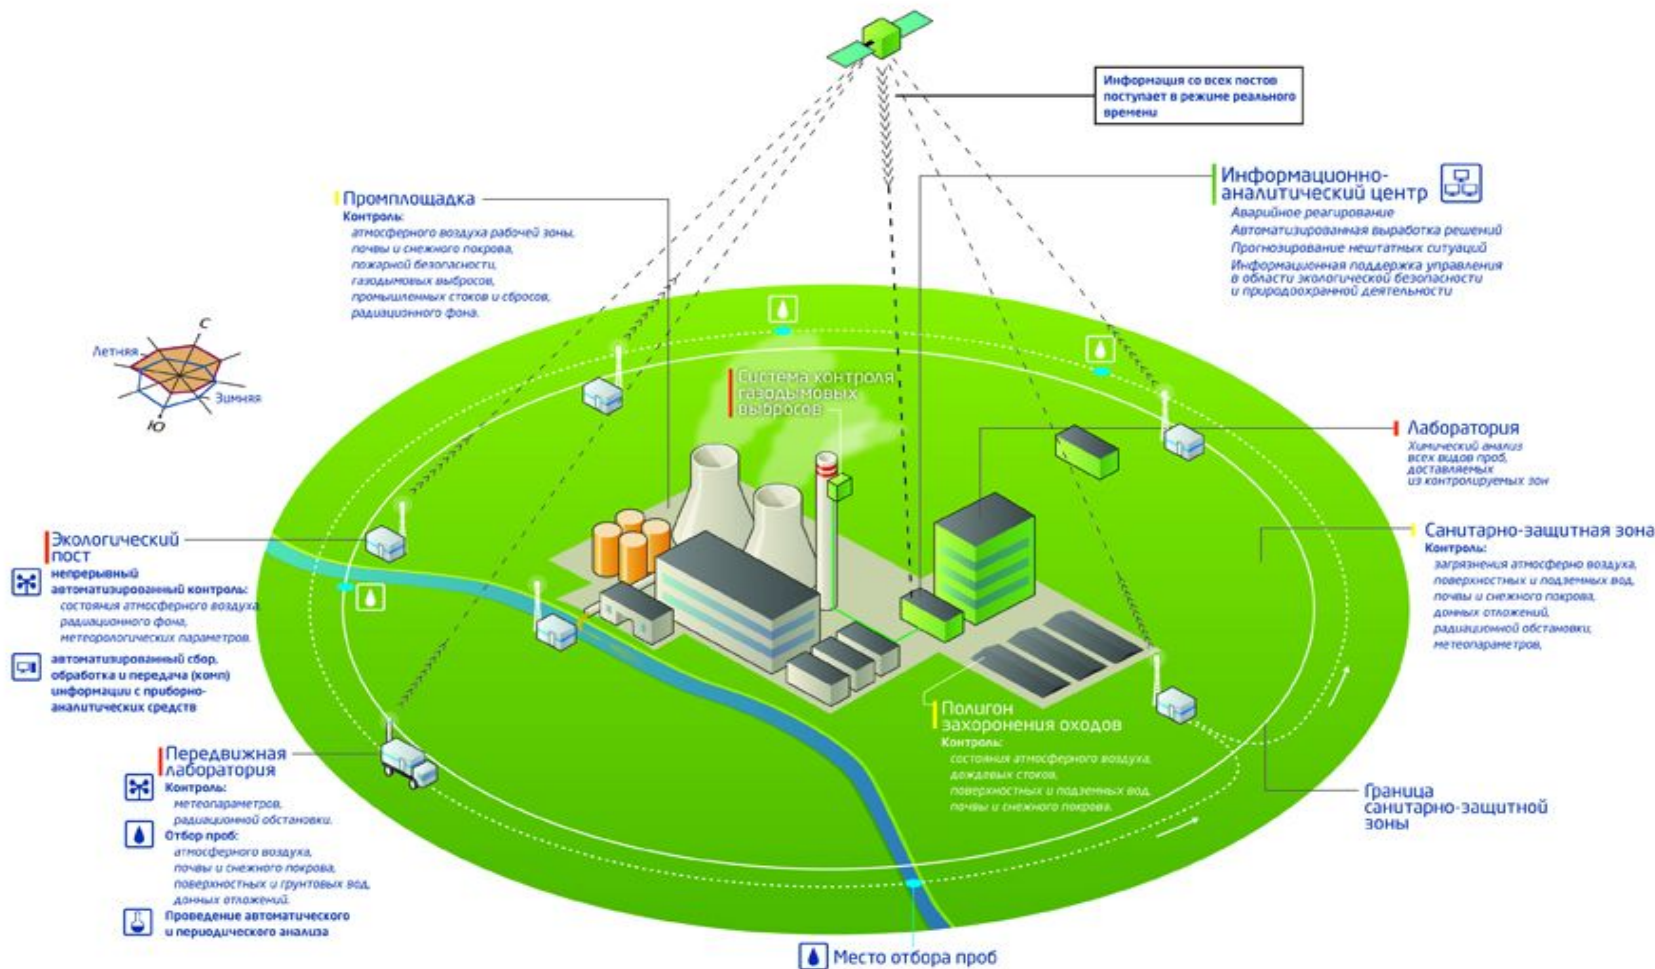 Информация со всех постов
поступает в режиме реального
времени
Промплощадка
Контроль:
атмосферного воздуха рабочей зоны,
почвы и снежного покрова,
пожарной безопасности,
газодымовых выбросов,
промышленных стоков и сбросов,
радиационного фона.
Информационно-
аналитический центр
Аварийное реагирование
Автоматизированная выработка решений
Прогнозирование нештатных ситуаций
Информационная поддержка управления
в области экологической безопасности
и природоохранной деятельности
С
Летняя
Зимняя
Ю
Система контроля
газодымовых
выбросов
Лаборатория
Химический анализ
всех видов проб,
доставляемых
из контролируемых зон
Экологический
пост
непрерывный
автоматизированный контроль:
состояния атмосферного воздуха,
радиационного фона,
метеорологических параметров.
автоматизированный сбор,
обработка и передача (комп)
информации с приборно-
аналитических средств
Санитарно-защитная зона
Контроль:
загрязнения атмосферно воздуха,
поверхностных и подземных вод,
почвы и снежного покрова,
донных отложений,
радиационной обстановки,
метеопараметров,
Полигон
захоронения оходов
Контроль:
состояния атмосферного воздуха,
дождевых стоков,
поверхностных и подземных вод,
почвы и снежного покрова.
Передвижная
лаборатория
Контроль:
метеопараметров,
радиационной обстановки.
Отбор проб:
атмосферного воздуха,
почвы и снежного покрова,
поверхностных и грунтовых вод,
донных отложений.
Проведение автоматического
и периодического анализа
Граница
санитарно-защитной
зоны
Место отбора проб